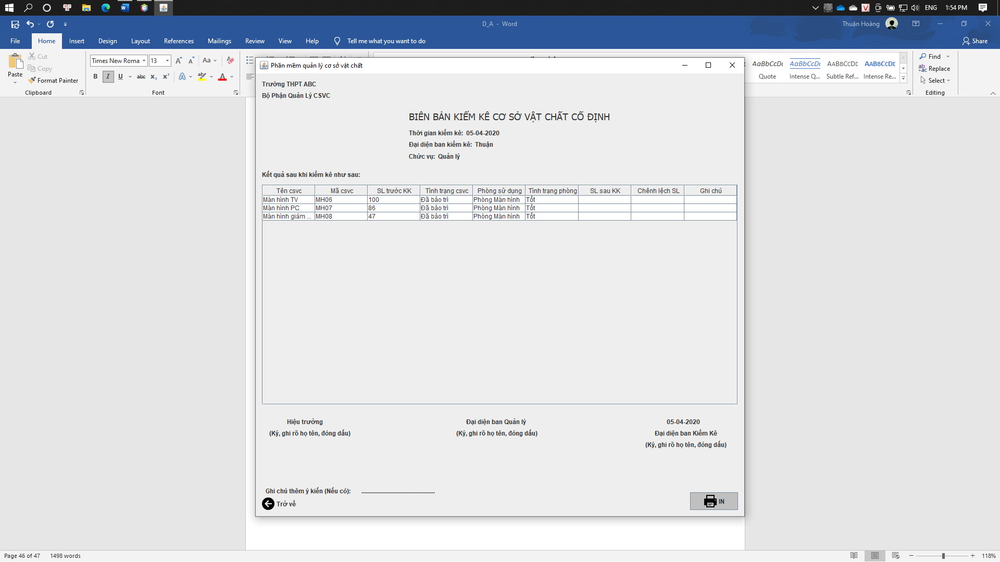 ENG 1:54 PM
D_A - Word
Thuận Hoàng
File Home Insert Design Layout References Mailings Review View Help Tell me what you want to do Share
Paste
Cut
Copy
Format Painter
Clipboard
Times New Roma 13
Font
AaBbCcDc AaBbCcDc AABBCCDE AABBCCDE
Quote Intense Q... Subtle Ref... Intense Re...
Find
Replace
Select
Editing
Phần mềm quản lý cơ sở vật chất
Trường THPT ABC
Bộ Phận Quản Lý CSVC
BIÊN BẢN KIỂM KÊ CƠ SỞ VẬT CHẤT CỐ ĐỊNH
Thời gian kiểm kê: 05-04-2020
Đại diện ban kiểm kê: Thuận
Chức vụ: Quản lý
Kết quả sau khi kiểm kê như sau:
Tên csvc Mã csvc SL trước KK Tình trạng csvc Phòng sử dụng Tình trạng phòng SL sau KK Chênh lệch SL Ghi chú
Màn hình TV MH06 100 Đã bảo trì Phòng Màn hình Tốt
Màn hình PC MH07 86 Đã bảo trì Phòng Màn hình Tốt
Màn hình giám ... MH08 47 Đã bảo trì Phòng Màn hình Tốt
Hiệu trưởng
(Ký, ghi rõ họ tên, đóng dấu)
Đại diện ban Quản lý
(Ký, ghi rõ họ tên, đóng dấu)
05-04-2020
Đại diện ban Kiểm Kê
(Ký, ghi rõ họ tên, đóng dấu)
Ghi chú thêm ý kiến (Nếu có): ...............................................
Trở về
IN
Page 46 of 47 1498 words
118%